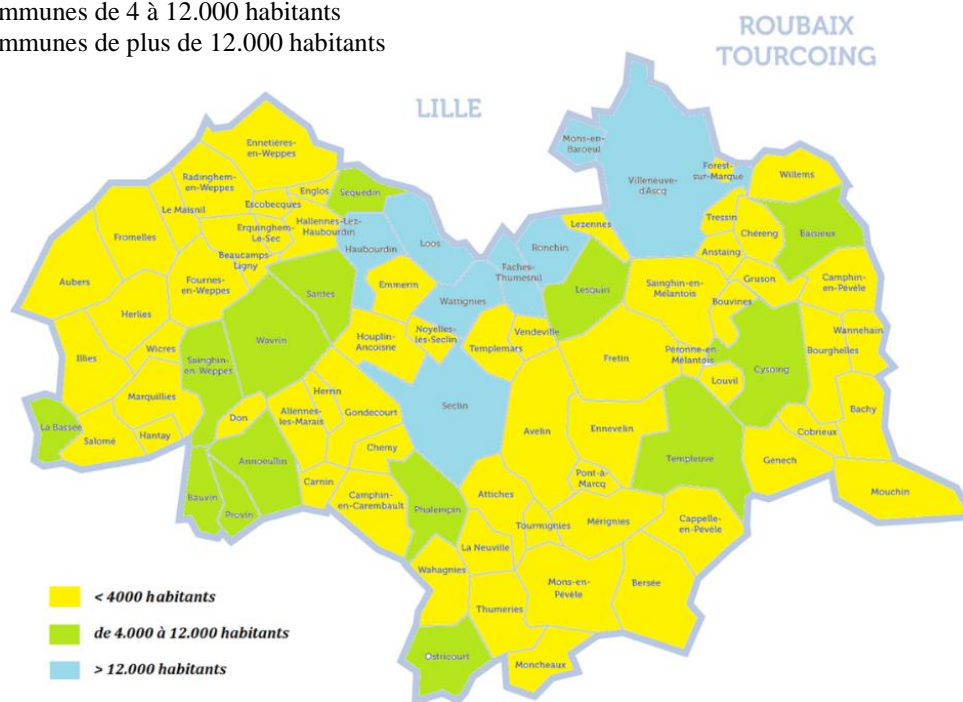 mmunes de 4 à 12.000 habitants
mmunes de plus de 12.000 habitants
ROUBAIX
TOURCOING
LILLE
Mons-en-
Baroeul
Ennetières-
en-Weppes
Villeneuve-
d'Ascq
Forest-
sur-Marque
Willems
Radinghem-
en-Weppes
Englos
Sequedin
Escobecques
Le Maisnil
Hallennes-Lez-
Haubourdin
Tressin
Lezennes
Erquinghem-
Le-Sec
Chéreng
Baisieux
Fromelles
Haubourdin
Loos
Ronchin
Anstaing
Beaucamps-
Ligny
Faches-
Thumesnil
Aubers
Fournes-
en-Weppes
Emmerin
Lesquin
Sainghin-en-
Mélantois
Gruson
Camphin-
en-Pévèle
Santes
Wattignies
Bouvines
Herlies
Noyelles-
lès-Seclin
Vendeville
Wannehain
Wavrin
Houplin-
Ancoisne
Templemars
Wicres
Illies
Sainghin-
en-Weppes
Fretin
Péronne-en
Mélantois
Bourghelles
Cysoing
Louvil
Marquillies
Herrin
Seclin
Don
Allennes-
les-Marais
Gondecourt
Bachy
La Bassée
Salomé
Hantay
Avelin
Ennevelin
Cobrieux
Chemy
Annoeullin
Templeuve
Genech
Carnin
Pont-à-
Marcq
Bauvin
Provin
Camphin-
en-Carembault
Phalempin
Attiches
Mouchin
Tourmignies
Mérignies
Cappelle-
en-Pévèle
La Neuville
Wahagnies
Mons-en-
Pévèle
Bersée
Thumeries
Ostricourt
Moncheaux
< 4000 habitants
de 4.000 à 12.000 habitants
> 12.000 habitants